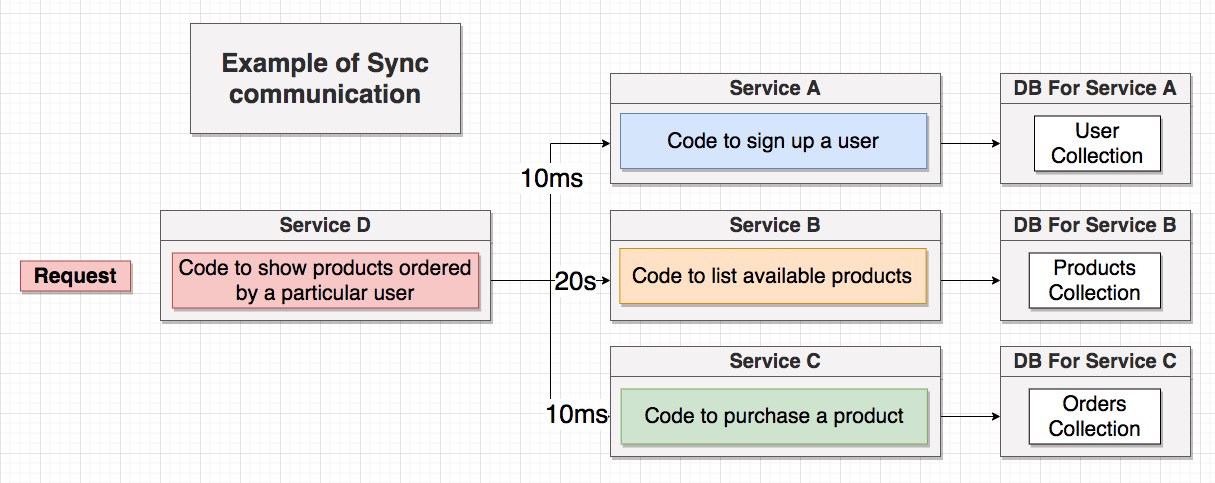 Example of Sync
communication
Service A
DB For Service A
Code to sign up a user
User
Collection
10ms
Service D
Service B
DB For Service B
Request
Code to show products ordered
by a particular user
20s
Code to list available products
Products
Collection
Service C
DB For Service C
10ms
Code to purchase a product
Orders
Collection